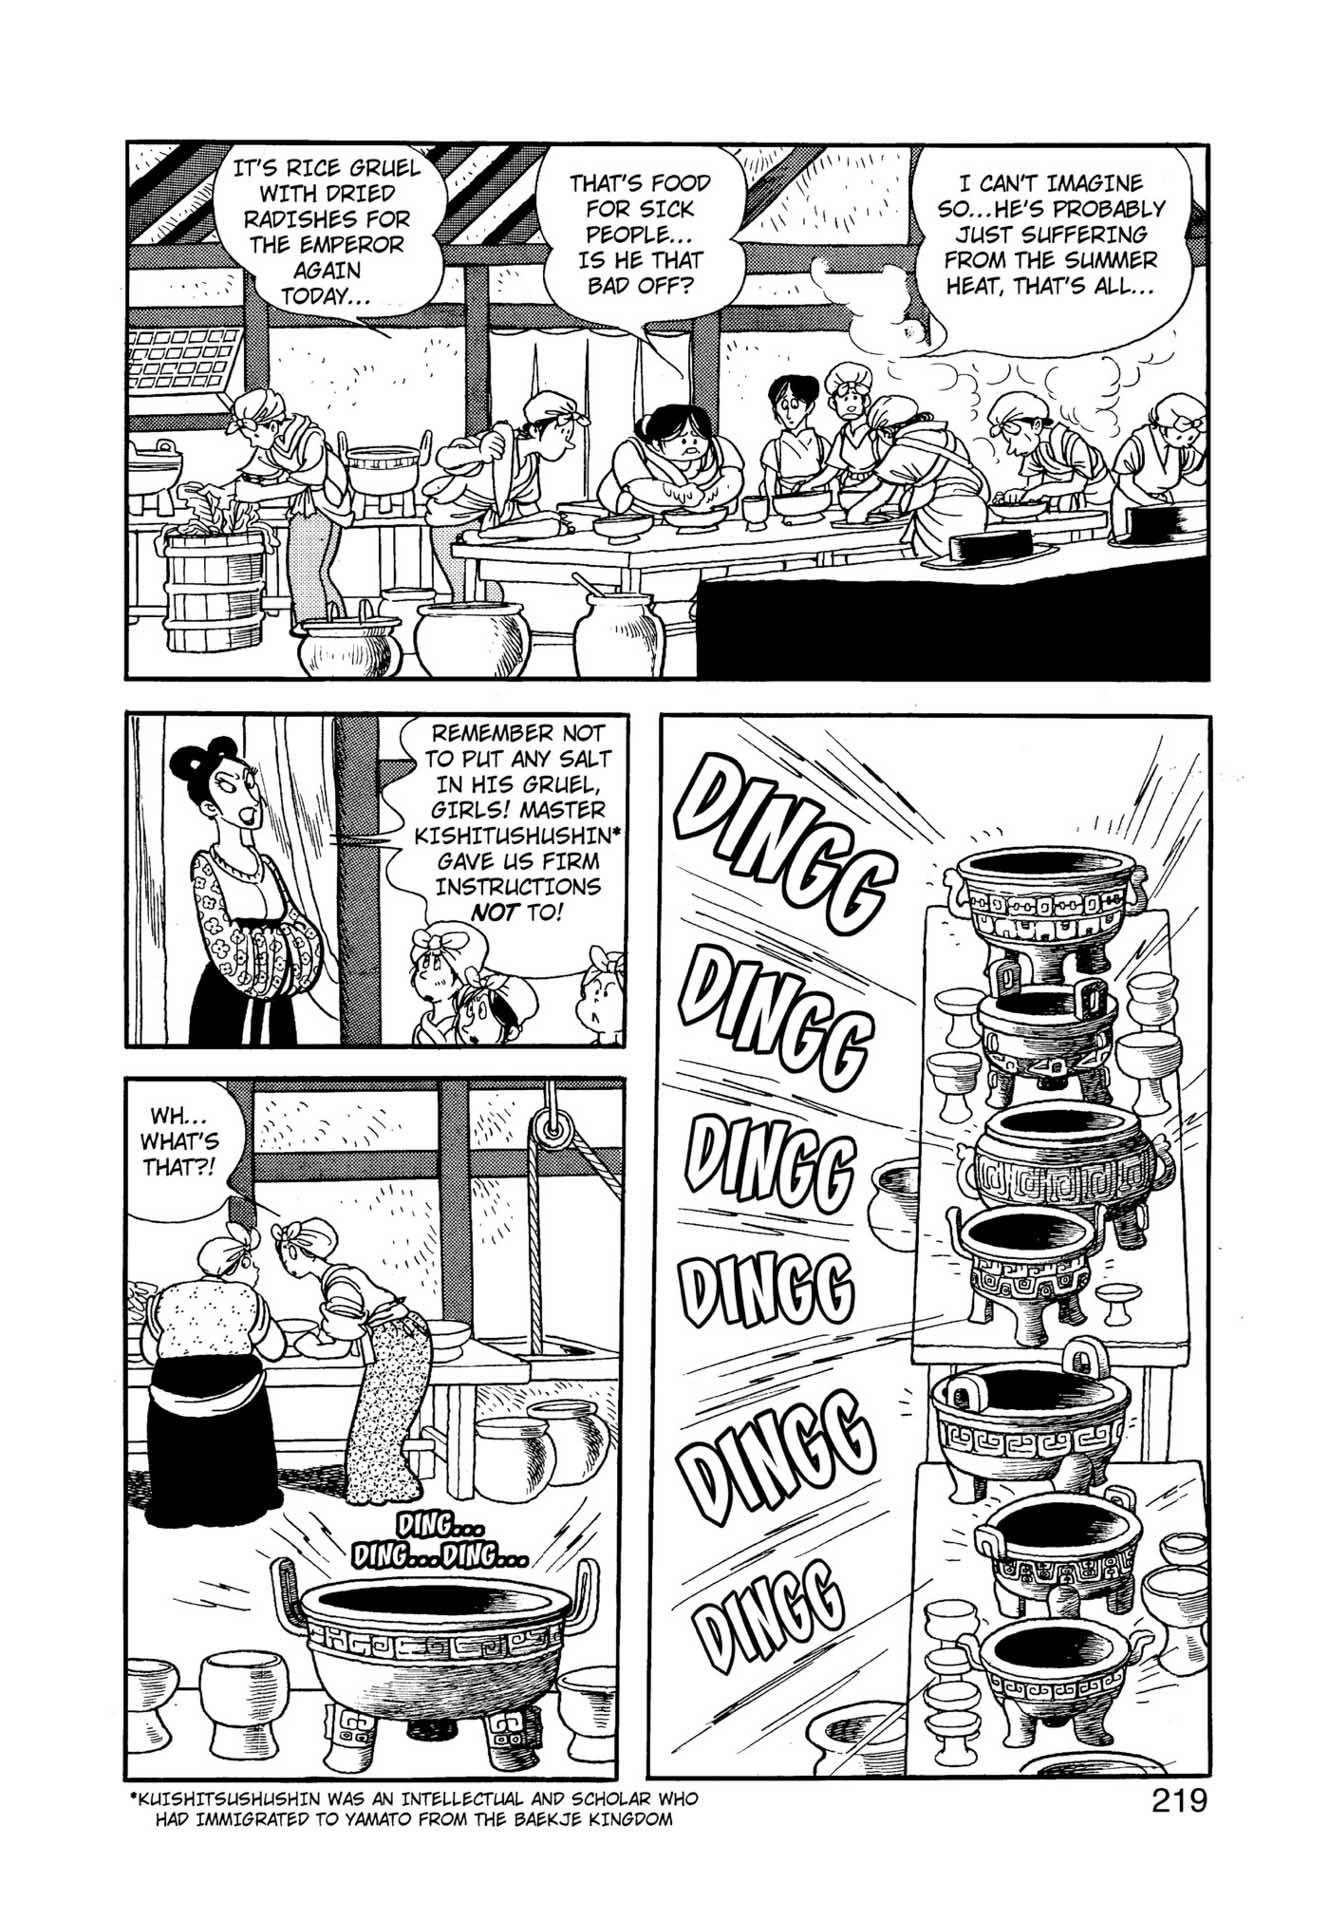 IT'S RICE GRUEL
WITH DRIED
RADISHES FOR
THE EMPEROR
AGAIN
TODAY...
THAT'S FOOD
FOR SICK
PEOPLE...
IS HE THAT
BAD OFF?
I CAN'T IMAGINE
SO...HE'S PROBABLY
JUST SUFFERING
FROM THE SUMMER
HEAT, THAT'S ALL...
REMEMBER NOT
TO PUT ANY SALT
IN HIS GRUEL,
GIRLS! MASTER
KISHITUSHUSHIN*
GAVE US FIRM
INSTRUCTIONS
NOT TO!
WH...
WHAT'S
THAT?!
DING...
DING...DING...
DINGG
DINGG
DINGG
DINGG
DINGG
DINGG
*KUISHITSUSHUSHIN WAS AN INTELLECTUAL AND SCHOLAR WHO
HAD IMMIGRATED TO YAMATO FROM THE BAEKJE KINGDOM
219